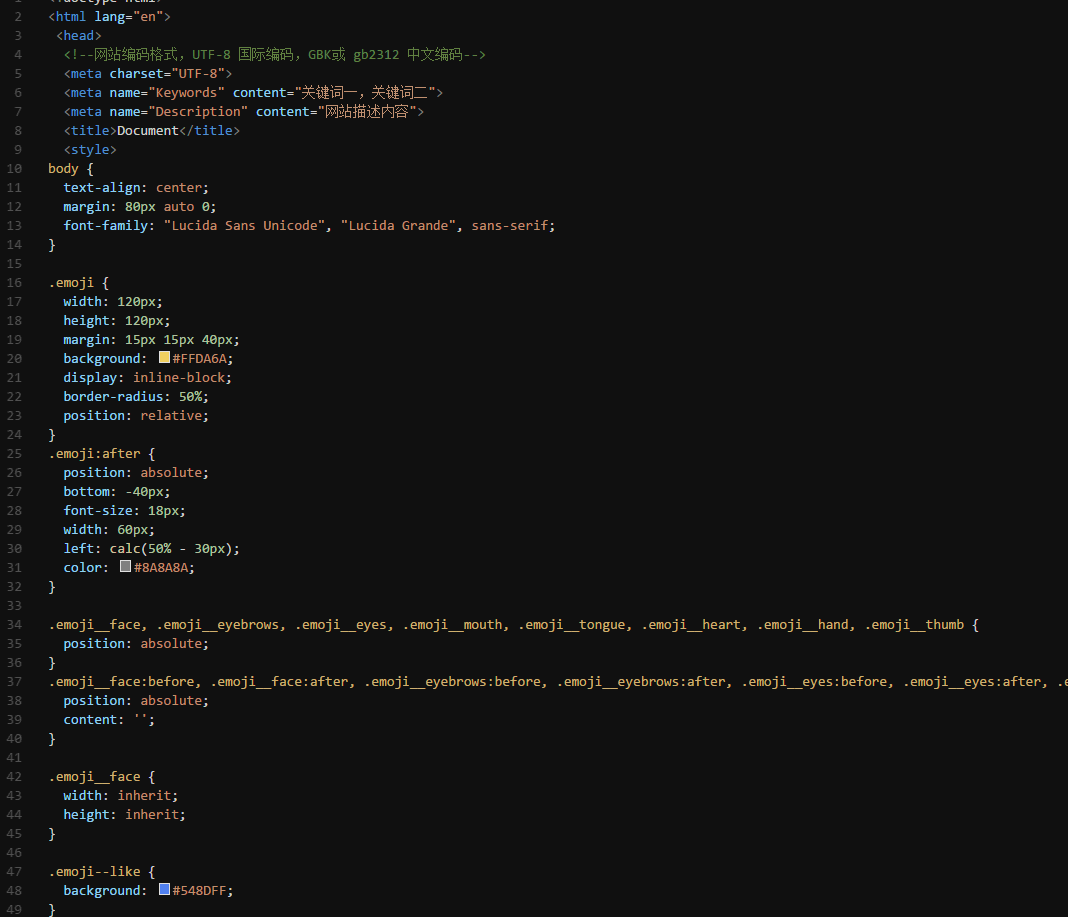 1 <!doctype html>
2 <html lang="en">
3 <head>
4 <!--网站编码格式，UTF-8 国际编码，GBK或 gb2312 中文编码-->
5 <meta charset="UTF-8">
6 <meta name="Keywords" content="关键词一，关键词二">
7 <meta name="Description" content="网站描述内容">
8 <title>Document</title>
9 <style>
10 body {
11 text-align: center;
12 margin: 80px auto 0;
13 font-family: "Lucida Sans Unicode", "Lucida Grande", sans-serif;
14 }
15
16 .emoji {
17 width: 120px;
18 height: 120px;
19 margin: 15px 15px 40px;
20 background: #FFDA6A;
21 display: inline-block;
22 border-radius: 50%;
23 position: relative;
24 }
25 .emoji:after {
26 position: absolute;
27 bottom: -40px;
28 font-size: 18px;
29 width: 60px;
30 left: calc(50% - 30px);
31 color: #8A8A8A;
32 }
33
34 .emoji__face, .emoji__eyebrows, .emoji__eyes, .emoji__mouth, .emoji__tongue, .emoji__heart, .emoji__hand, .emoji__thumb {
35 position: absolute;
36 }
37 .emoji__face:before, .emoji__face:after, .emoji__eyebrows:before, .emoji__eyebrows:after, .emoji__eyes:before, .emoji__eyes:after,
38 position: absolute;
39 content: '';
40 }
41
42 .emoji__face {
43 width: inherit;
44 height: inherit;
45 }
46
47 .emoji--like {
48 background: #548DFF;
49 }